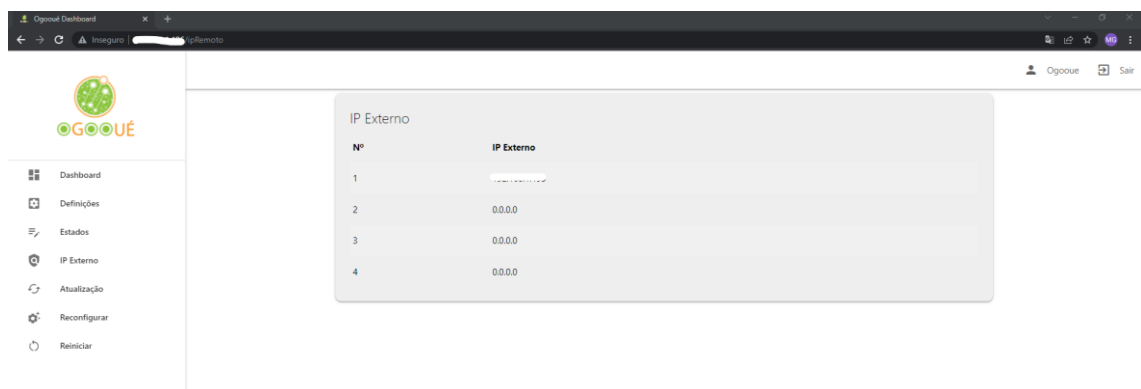 Ogooué Dashboard
Inseguro
/ipRemoto
MG
Ogooue Sair
OGOOUÉ
Dashboard
Definições
Estados
IP Externo
Atualização
Reconfigurar
Reiniciar
IP Externo
Nº IP Externo
1
2 0.0.0.0
3 0.0.0.0
4 0.0.0.0